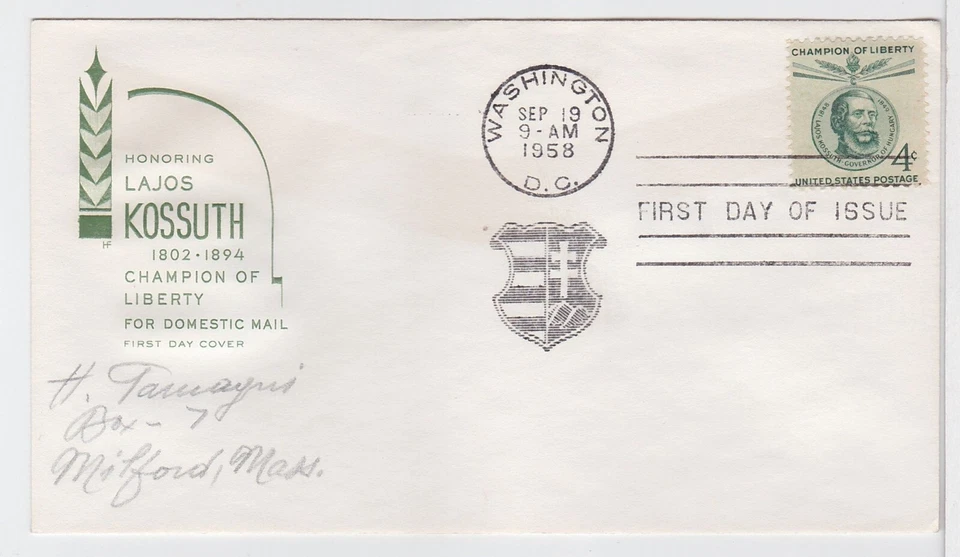 HONORING
LAJOS
KOSSUTH
HF
1802 · 1894
CHAMPION OF
LIBERTY
FOR DOMESTIC MAIL
FIRST DAY COVER
H. Tamagni
Box - 7
Milford, Mass.
WASHINGTON
SEP 19
9-AM
1958
D.C.
CHAMPION OF LIBERTY
LAJOS KOSSUTH · GOVERNOR OF HUNGARY
4c
UNITED STATES POSTAGE
FIRST DAY OF ISSUE